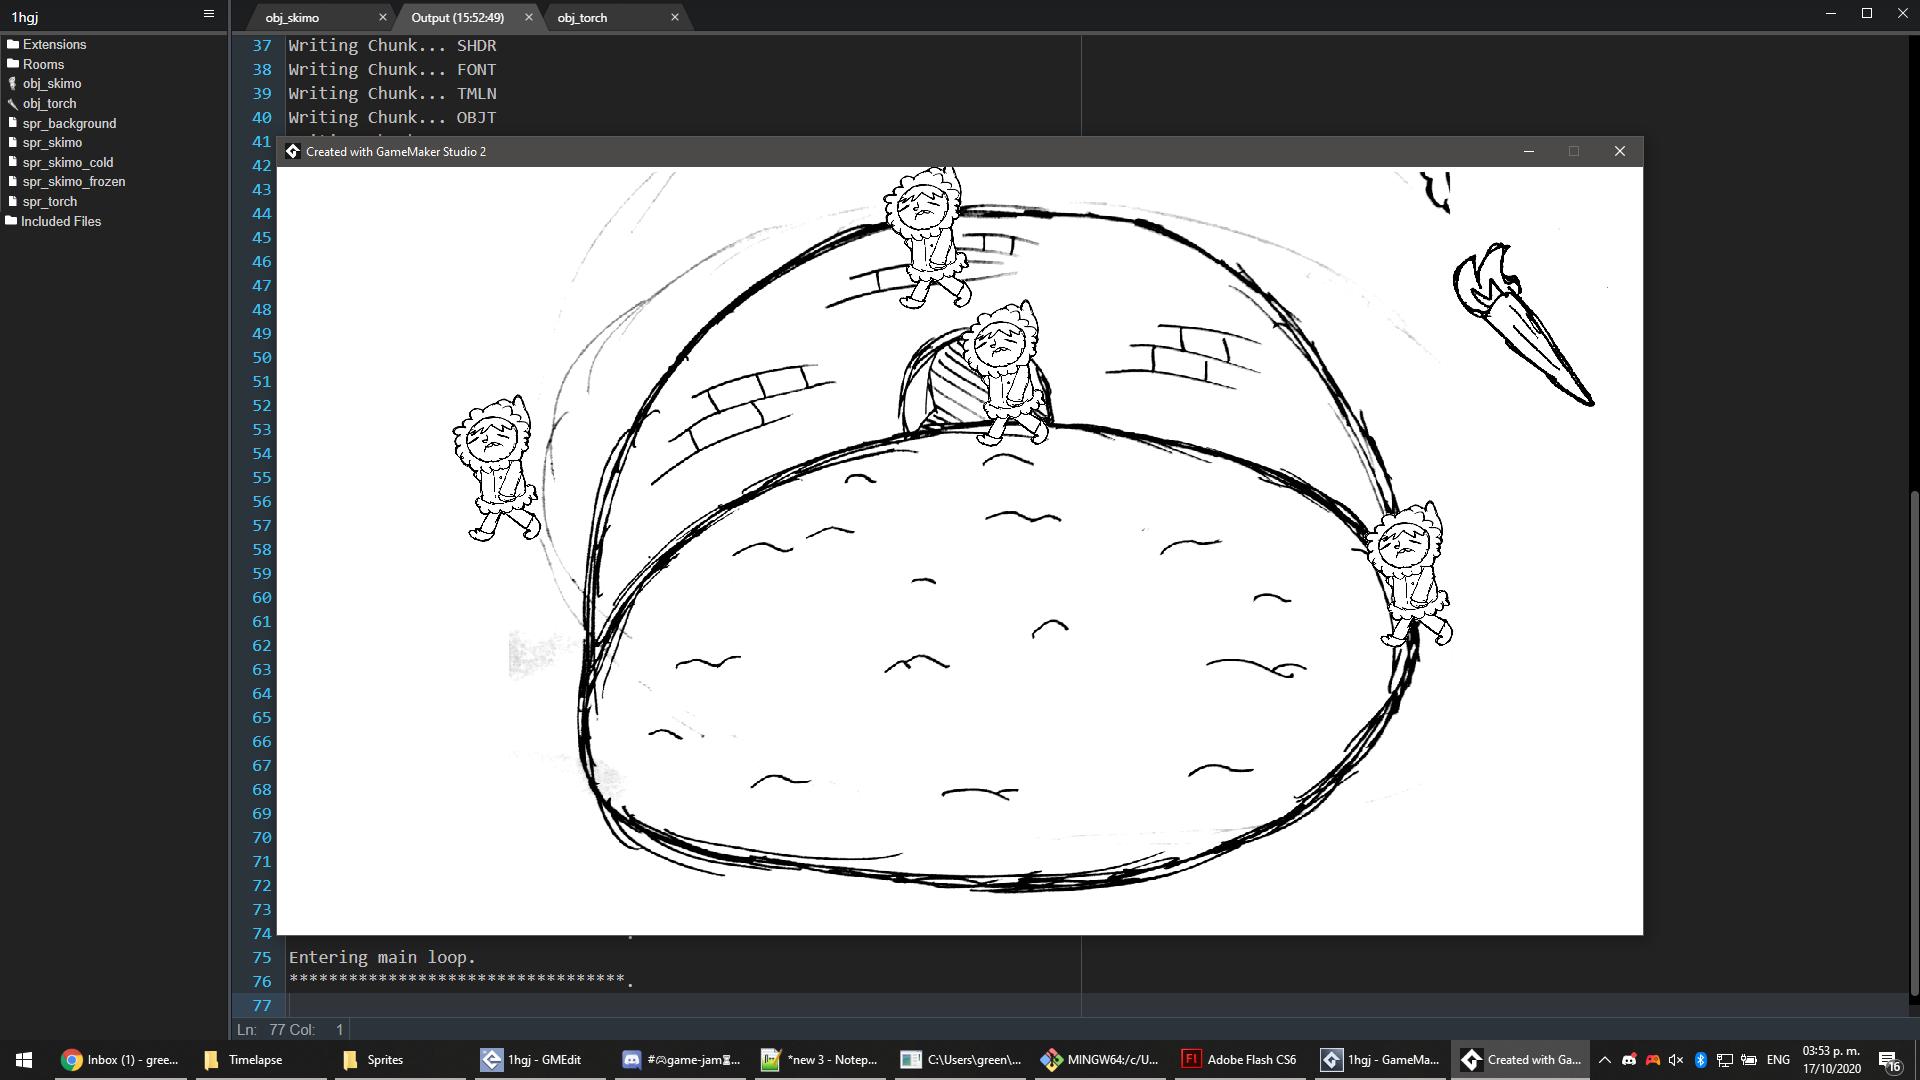 1hgj
obj_skimo
Output (15:52:49)
obj_torch
Extensions
Rooms
obj_skimo
obj_torch
spr_background
spr_skimo
spr_skimo_cold
spr_skimo_frozen
spr_torch
Included Files
37 Writing Chunk... SHDR
38 Writing Chunk... FONT
39 Writing Chunk... TMLN
40 Writing Chunk... OBJT
41
42
43
44
45
46
47
48
49
50
51
52
53
54
55
56
57
58
59
60
61
62
63
64
65
66
67
68
69
70
71
72
73
74
75 Entering main loop.
76 **********************************.
77
Created with GameMaker Studio 2
Ln: 77 Col: 1
Inbox (1) - gree...
Timelapse
Sprites
1hgj - GMEdit
*new 3 - Notep...
C:\Users\green\...
MINGW64:/c/U...
Adobe Flash CS6
1hgj - GameMa...
Created with Ga...
ENG
03:53 p. m.
17/10/2020
16